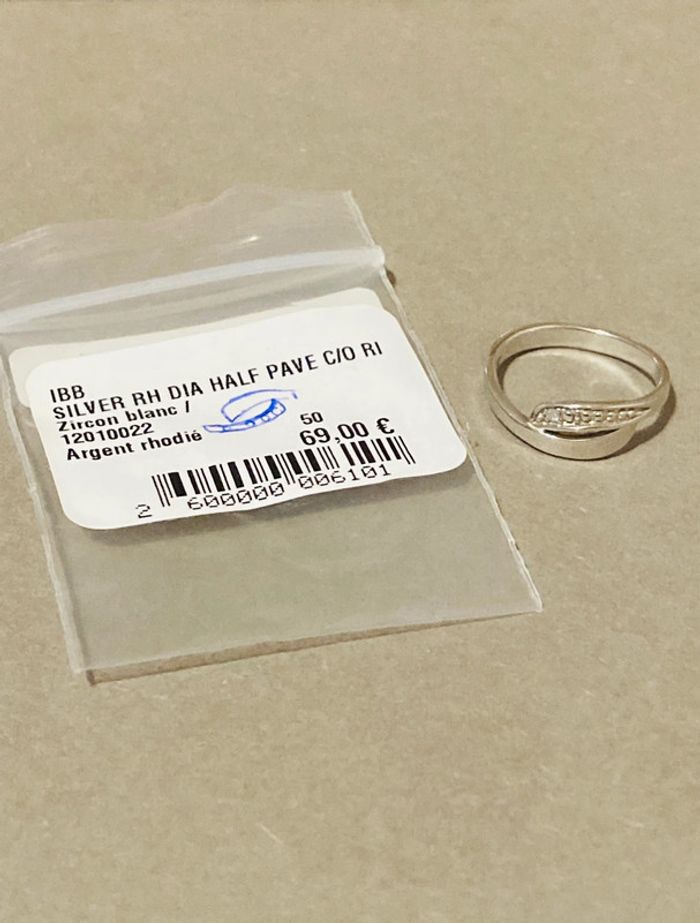 IBB
SILVER RH DIA HALF PAVE C/O RI
Zircon blanc /
12010022 50
Argent rhodié 69,00 €
2 600000 006101